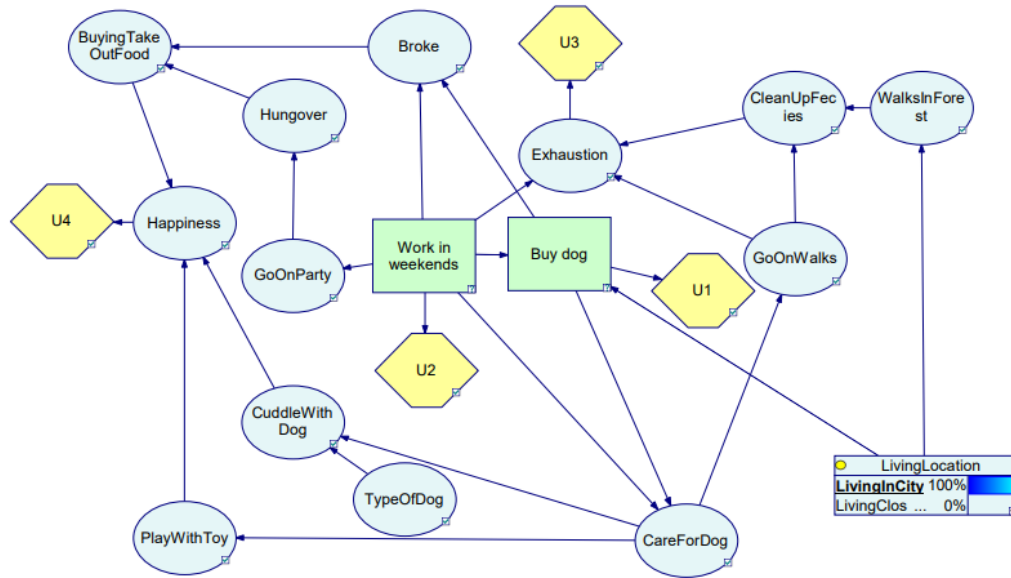 BuyingTake
OutFood
Broke
U3
Hungover
CleanUpFec
ies
WalksInFore
st
Exhaustion
U4
Happiness
Work in
weekends
Buy dog
GoOnParty
GoOnWalks
U1
U2
CuddleWith
Dog
TypeOfDog
LivingLocation
LivingInCity 100%
LivingClos ... 0%
PlayWithToy
CareForDog